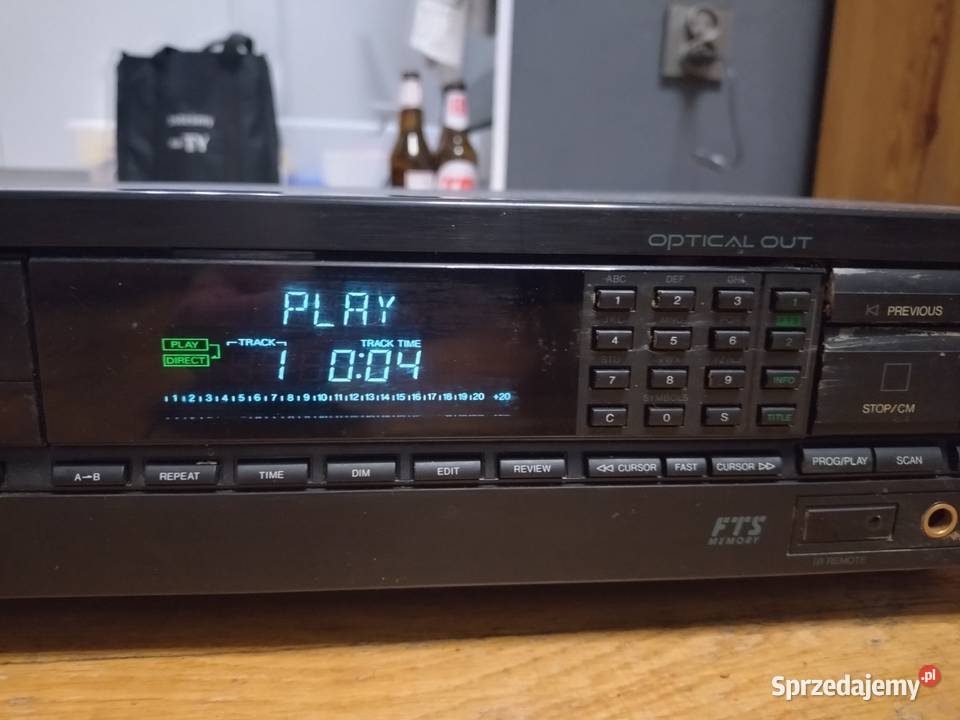 OPTICAL OUT
PLAY
PLAY
DIRECT
TRACK
TRACK TIME
1 0:04
1 2 3 4 5 6 7 8 9 10 11 12 13 14 15 16 17 18 19 20 +20
ABC DEF GHI
1 2 3 1
4 5 6 2
7 8 9 INFO
SYMBOLS
C 0 S TITLE
PREVIOUS
STOP/CM
A→B REPEAT TIME DIM EDIT REVIEW CURSOR FAST CURSOR PROG/PLAY SCAN
FTS
MEMORY
IR REMOTE
Sprzedajemy.pl